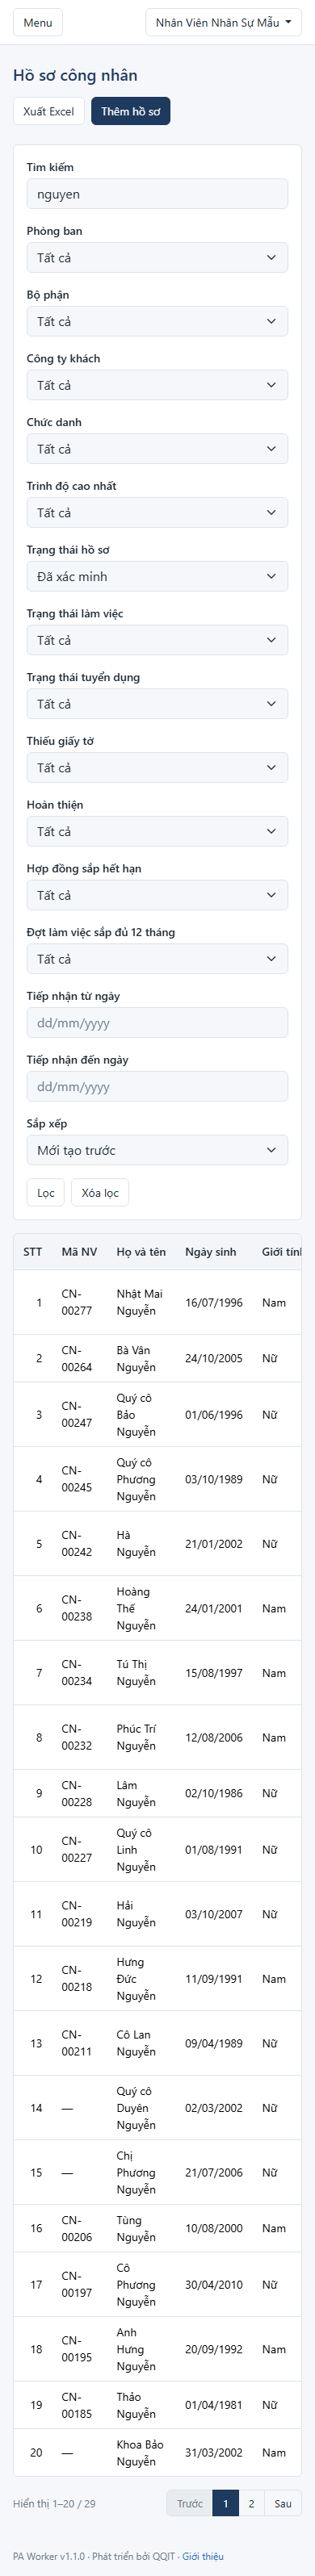 Menu
Nhân Viên Nhân Sự Mẫu
Hồ sơ công nhân
Xuất Excel
Thêm hồ sơ
Tìm kiếm
nguyen
Phòng ban
Tất cả
Bộ phận
Tất cả
Công ty khách
Tất cả
Chức danh
Tất cả
Trình độ cao nhất
Tất cả
Trạng thái hồ sơ
Đã xác minh
Trạng thái làm việc
Tất cả
Trạng thái tuyển dụng
Tất cả
Thiếu giấy tờ
Tất cả
Hoàn thiện
Tất cả
Hợp đồng sắp hết hạn
Tất cả
Đợt làm việc sắp đủ 12 tháng
Tất cả
Tiếp nhận từ ngày
dd/mm/yyyy
Tiếp nhận đến ngày
dd/mm/yyyy
Sắp xếp
Mới tạo trước
Lọc
Xóa lọc
STT Mã NV Họ và tên Ngày sinh Giới tính
1 CN-00277 Nhật Mai Nguyễn 16/07/1996 Nam
2 CN-00264 Bà Vân Nguyễn 24/10/2005 Nữ
3 CN-00247 Quý cô Bảo Nguyễn 01/06/1996 Nữ
4 CN-00245 Quý cô Phương Nguyễn 03/10/1989 Nữ
5 CN-00242 Hà Nguyễn 21/01/2002 Nữ
6 CN-00238 Hoàng Thế Nguyễn 24/01/2001 Nam
7 CN-00234 Tú Thị Nguyễn 15/08/1997 Nam
8 CN-00232 Phúc Trí Nguyễn 12/08/2006 Nam
9 CN-00228 Lâm Nguyễn 02/10/1986 Nữ
10 CN-00227 Quý cô Linh Nguyễn 01/08/1991 Nữ
11 CN-00219 Hải Nguyễn 03/10/2007 Nữ
12 CN-00218 Hưng Đức Nguyễn 11/09/1991 Nam
13 CN-00211 Cô Lan Nguyễn 09/04/1989 Nữ
14 — Quý cô Duyên Nguyễn 02/03/2002 Nữ
15 — Chị Phương Nguyễn 21/07/2006 Nữ
16 CN-00206 Tùng Nguyễn 10/08/2000 Nam
17 CN-00197 Cô Phương Nguyễn 30/04/2010 Nữ
18 CN-00195 Anh Hưng Nguyễn 20/09/1992 Nam
19 CN-00185 Thảo Nguyễn 01/04/1981 Nữ
20 — Khoa Bảo Nguyễn 31/03/2002 Nam
Hiển thị 1–20 / 29
Trước 1 2 Sau
PA Worker v1.1.0 · Phát triển bởi QQIT · Giới thiệu